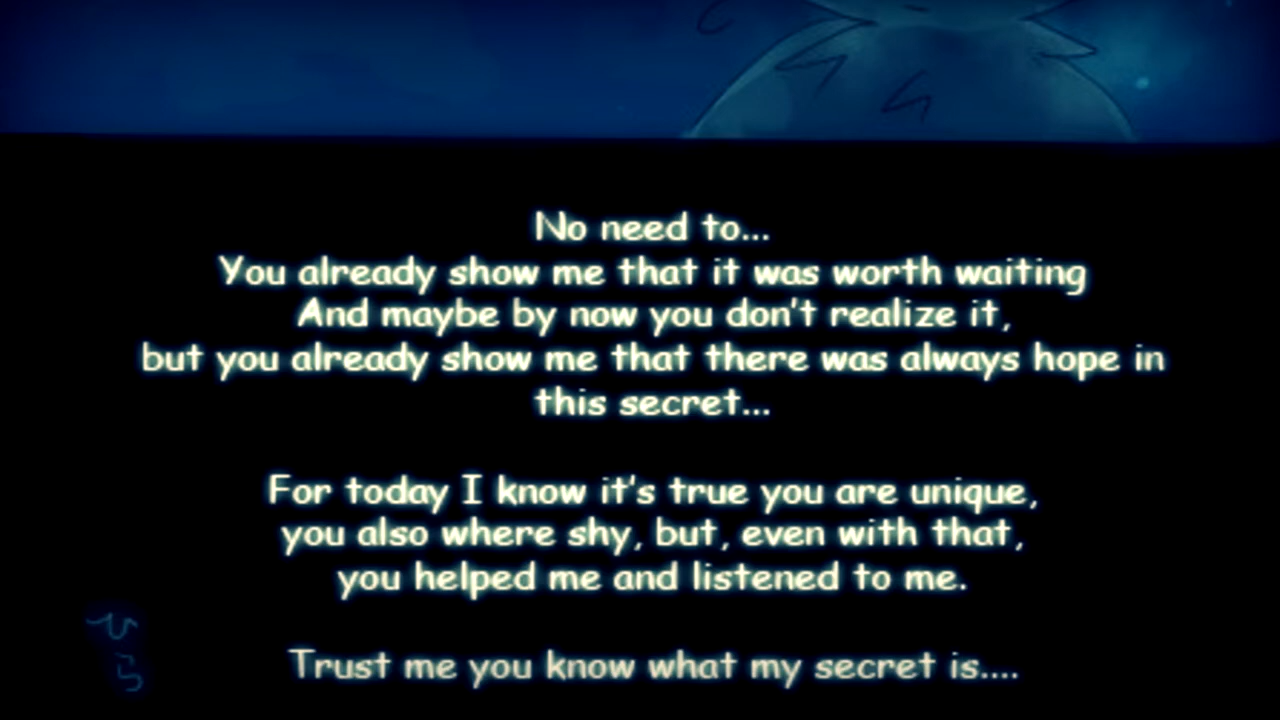 No need to...
You already show me that it was worth waiting
And maybe by now you don't realize it,
but you already show me that there was always hope in
this secret...
For today I know it's true you are unique,
you also where shy, but, even with that,
you helped me and listened to me.
Trust me you know what my secret is....